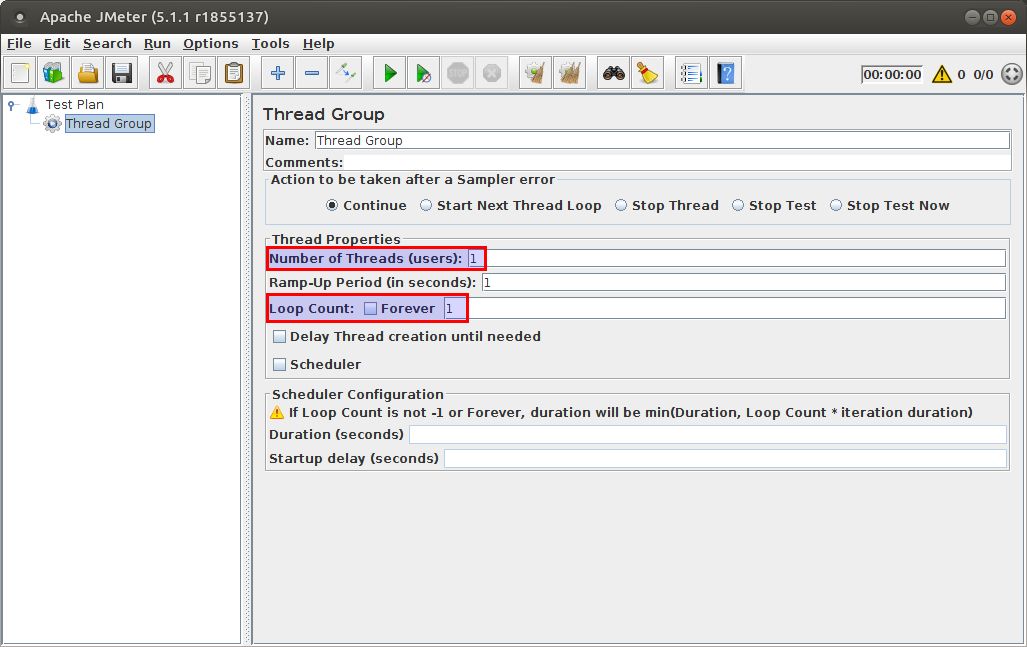 Apache JMeter (5.1.1 r1855137)
File Edit Search Run Options Tools Help
STOP 00:00:00 0 0/0
Test Plan
Thread Group
Thread Group
Name: Thread Group
Comments:
Action to be taken after a Sampler error
Continue Start Next Thread Loop Stop Thread Stop Test Stop Test Now
Thread Properties
Number of Threads (users): 1
Ramp-Up Period (in seconds): 1
Loop Count: Forever 1
Delay Thread creation until needed
Scheduler
Scheduler Configuration
If Loop Count is not -1 or Forever, duration will be min(Duration, Loop Count * iteration duration)
Duration (seconds)
Startup delay (seconds)